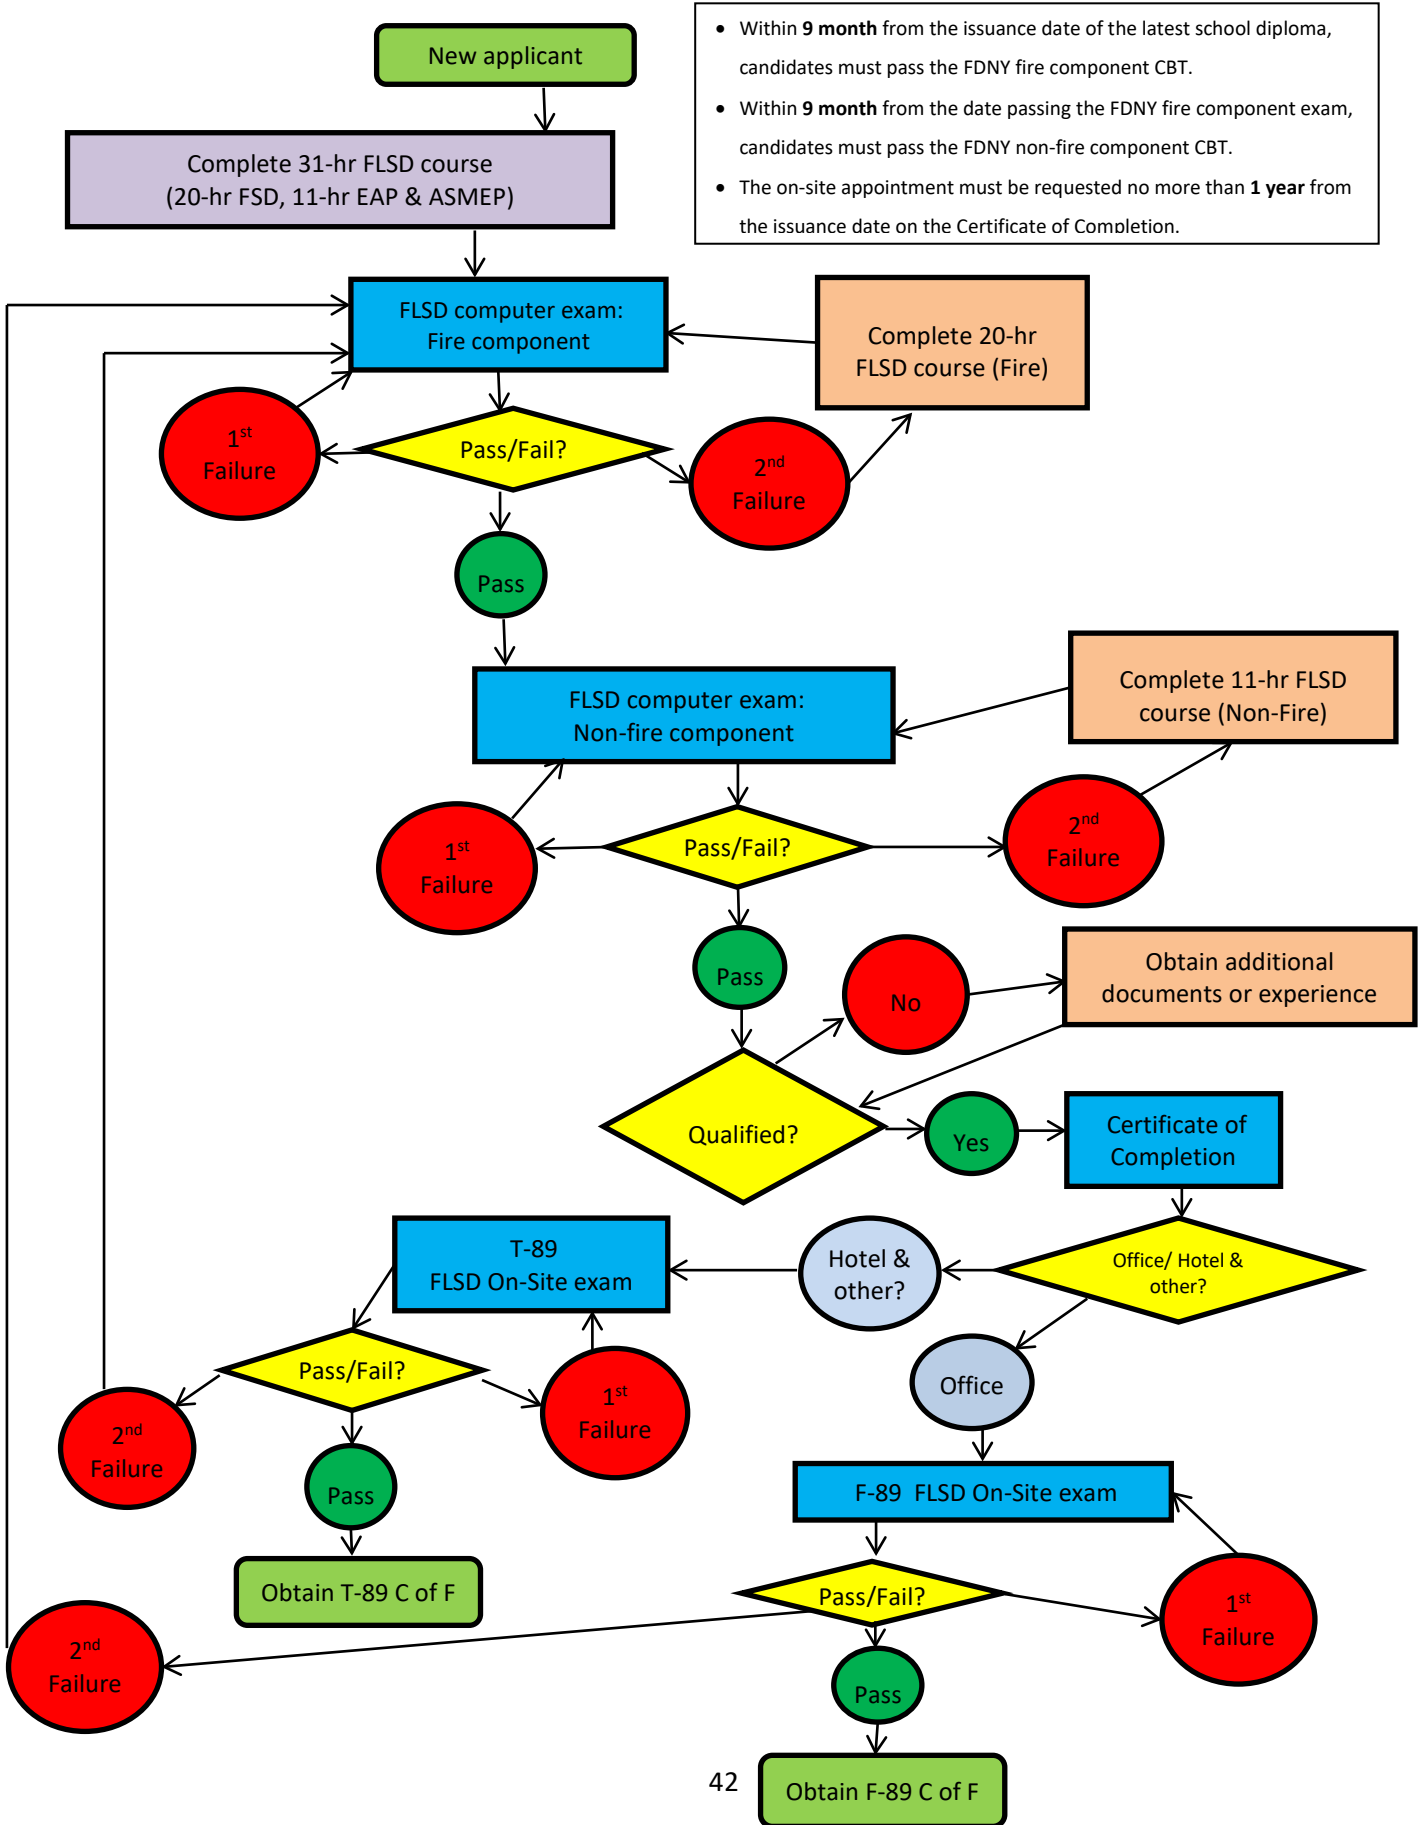 New applicant
• Within 9 month from the issuance date of the latest school diploma,
candidates must pass the FDNY fire component CBT.
• Within 9 month from the date passing the FDNY fire component exam,
candidates must pass the FDNY non-fire component CBT.
• The on-site appointment must be requested no more than 1 year from
the issuance date on the Certificate of Completion.
Complete 31-hr FLSD course
(20-hr FSD, 11-hr EAP & ASMEP)
FLSD computer exam:
Fire component
Complete 20-hr
FLSD course (Fire)
1st
Failure
Pass/Fail?
2nd
Failure
Pass
FLSD computer exam:
Non-fire component
Complete 11-hr FLSD
course (Non-Fire)
1st
Failure
Pass/Fail?
2nd
Failure
Pass
No
Obtain additional
documents or experience
Qualified?
Yes
Certificate of
Completion
T-89
FLSD On-Site exam
Hotel &
other?
Office/ Hotel &
other?
Pass/Fail?
1st
Failure
Office
2nd
Failure
Pass
F-89  FLSD On-Site exam
Obtain T-89 C of F
Pass/Fail?
1st
Failure
2nd
Failure
Pass
42
Obtain F-89 C of F